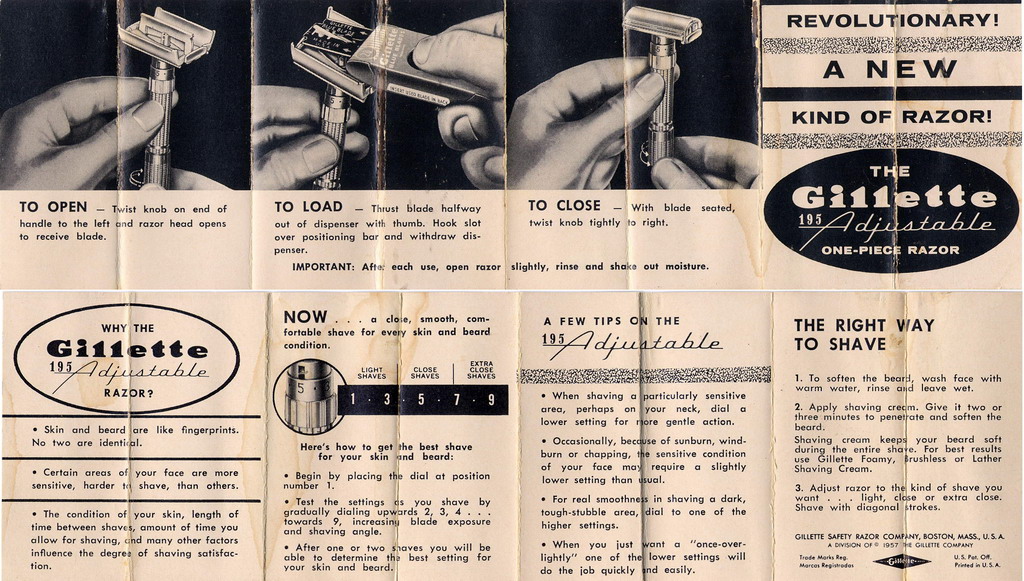 TO OPEN — Twist knob on end of
handle to the left and razor head opens
to receive blade.
TO LOAD — Thrust blade halfway
out of dispenser with thumb. Hook slot
over positioning bar and withdraw dis-
penser.
TO CLOSE — With blade seated,
twist knob tightly to right.
IMPORTANT: After each use, open razor slightly, rinse and shake out moisture.
REVOLUTIONARY!
A NEW
KIND OF RAZOR!
THE
Gillette
195 Adjustable
ONE-PIECE RAZOR
WHY THE
Gillette
195 Adjustable
RAZOR?
• Skin and beard are like fingerprints.
No two are identical.
• Certain areas of your face are more
sensitive, harder to shave, than others.
• The condition of your skin, length of
time between shaves, amount of time you
allow for shaving, and many other factors
influence the degree of shaving satisfac-
tion.
NOW . . . a close, smooth, com-
fortable shave for every skin and beard
condition.
LIGHT
SHAVES
CLOSE
SHAVES
EXTRA
CLOSE
SHAVES
1 · 3 · 5 · 7 · 9
Here's how to get the best shave
for your skin and beard:
• Begin by placing the dial at position
number 1.
• Test the settings as you shave by
gradually dialing upwards 2, 3, 4 . . .
towards 9, increasing blade exposure
and shaving angle.
• After one or two shaves you will be
able to determine the best setting for
your skin and beard.
A FEW TIPS ON THE
195 Adjustable
• When shaving a particularly sensitive
area, perhaps on your neck, dial a
lower setting for more gentle action.
• Occasionally, because of sunburn, wind-
burn or chapping, the sensitive condition
of your face may require a slightly
lower setting than usual.
• For real smoothness in shaving a dark,
tough-stubble area, dial to one of the
higher settings.
• When you just want a "once-over-
lightly" one of the lower settings will
do the job quickly and easily.
THE RIGHT WAY
TO SHAVE
1. To soften the beard, wash face with
warm water, rinse and leave wet.
2. Apply shaving cream. Give it two or
three minutes to penetrate and soften the
beard.
Shaving cream keeps your beard soft
during the entire shave. For best results
use Gillette Foamy, Brushless or Lather
Shaving Cream.
3. Adjust razor to the kind of shave you
want . . . light, close or extra close.
Shave with diagonal strokes.
GILLETTE SAFETY RAZOR COMPANY, BOSTON, MASS., U. S. A.
A DIVISION OF © 1957 THE GILLETTE COMPANY
Trade Marks Reg.
Marcas Registradas
Gillette
U. S. Pat. Off.
Printed in U. S. A.